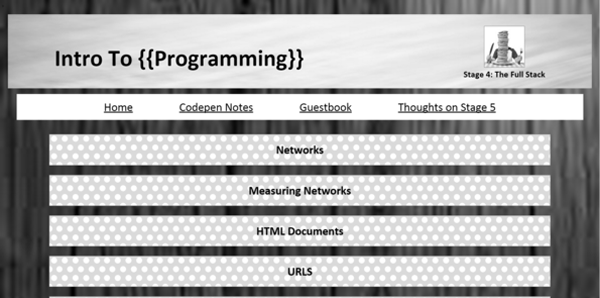 Intro To {{Programming}}
Stage 4: The Full Stack
Home Codepen Notes Guestbook Thoughts on Stage 5
Networks
Measuring Networks
HTML Documents
URLS